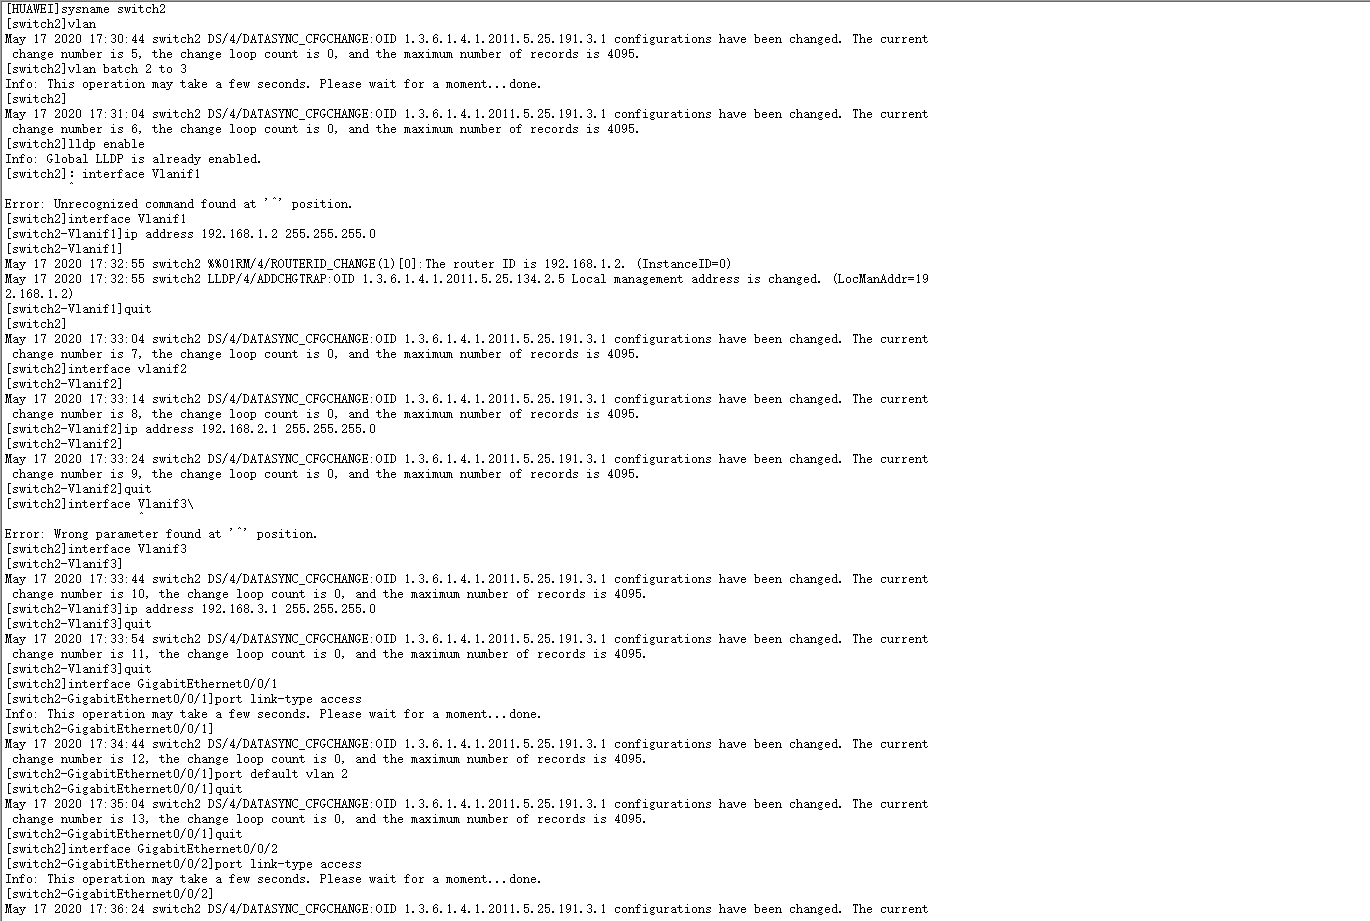 [HUAWEI]sysname switch2
[switch2]vlan
May 17 2020 17:30:44 switch2 DS/4/DATASYNC_CFGCHANGE:OID 1.3.6.1.4.1.2011.5.25.191.3.1 configurations have been changed. The current
change number is 5, the change loop count is 0, and the maximum number of records is 4095.
[switch2]vlan batch 2 to 3
Info: This operation may take a few seconds. Please wait for a moment...done.
[switch2]
May 17 2020 17:31:04 switch2 DS/4/DATASYNC_CFGCHANGE:OID 1.3.6.1.4.1.2011.5.25.191.3.1 configurations have been changed. The current
change number is 6, the change loop count is 0, and the maximum number of records is 4095.
[switch2]lldp enable
Info: Global LLDP is already enabled.
[switch2]: interface Vlanif1
^
Error: Unrecognized command found at '^' position.
[switch2]interface Vlanif1
[switch2-Vlanif1]ip address 192.168.1.2 255.255.255.0
[switch2-Vlanif1]
May 17 2020 17:32:55 switch2 %%01RM/4/ROUTERID_CHANGE(l)[0]:The router ID is 192.168.1.2. (InstanceID=0)
May 17 2020 17:32:55 switch2 LLDP/4/ADDCHGTRAP:OID 1.3.6.1.4.1.2011.5.25.134.2.5 Local management address is changed. (LocManAddr=19
2.168.1.2)
[switch2-Vlanif1]quit
[switch2]
May 17 2020 17:33:04 switch2 DS/4/DATASYNC_CFGCHANGE:OID 1.3.6.1.4.1.2011.5.25.191.3.1 configurations have been changed. The current
change number is 7, the change loop count is 0, and the maximum number of records is 4095.
[switch2]interface vlanif2
[switch2-Vlanif2]
May 17 2020 17:33:14 switch2 DS/4/DATASYNC_CFGCHANGE:OID 1.3.6.1.4.1.2011.5.25.191.3.1 configurations have been changed. The current
change number is 8, the change loop count is 0, and the maximum number of records is 4095.
[switch2-Vlanif2]ip address 192.168.2.1 255.255.255.0
[switch2-Vlanif2]
May 17 2020 17:33:24 switch2 DS/4/DATASYNC_CFGCHANGE:OID 1.3.6.1.4.1.2011.5.25.191.3.1 configurations have been changed. The current
change number is 9, the change loop count is 0, and the maximum number of records is 4095.
[switch2-Vlanif2]quit
[switch2]interface Vlanif3\
^
Error: Wrong parameter found at '^' position.
[switch2]interface Vlanif3
[switch2-Vlanif3]
May 17 2020 17:33:44 switch2 DS/4/DATASYNC_CFGCHANGE:OID 1.3.6.1.4.1.2011.5.25.191.3.1 configurations have been changed. The current
change number is 10, the change loop count is 0, and the maximum number of records is 4095.
[switch2-Vlanif3]ip address 192.168.3.1 255.255.255.0
[switch2-Vlanif3]quit
May 17 2020 17:33:54 switch2 DS/4/DATASYNC_CFGCHANGE:OID 1.3.6.1.4.1.2011.5.25.191.3.1 configurations have been changed. The current
change number is 11, the change loop count is 0, and the maximum number of records is 4095.
[switch2-Vlanif3]quit
[switch2]interface GigabitEthernet0/0/1
[switch2-GigabitEthernet0/0/1]port link-type access
Info: This operation may take a few seconds. Please wait for a moment...done.
[switch2-GigabitEthernet0/0/1]
May 17 2020 17:34:44 switch2 DS/4/DATASYNC_CFGCHANGE:OID 1.3.6.1.4.1.2011.5.25.191.3.1 configurations have been changed. The current
change number is 12, the change loop count is 0, and the maximum number of records is 4095.
[switch2-GigabitEthernet0/0/1]port default vlan 2
[switch2-GigabitEthernet0/0/1]quit
May 17 2020 17:35:04 switch2 DS/4/DATASYNC_CFGCHANGE:OID 1.3.6.1.4.1.2011.5.25.191.3.1 configurations have been changed. The current
change number is 13, the change loop count is 0, and the maximum number of records is 4095.
[switch2-GigabitEthernet0/0/1]quit
[switch2]interface GigabitEthernet0/0/2
[switch2-GigabitEthernet0/0/2]port link-type access
Info: This operation may take a few seconds. Please wait for a moment...done.
[switch2-GigabitEthernet0/0/2]
May 17 2020 17:36:24 switch2 DS/4/DATASYNC_CFGCHANGE:OID 1.3.6.1.4.1.2011.5.25.191.3.1 configurations have been changed. The current